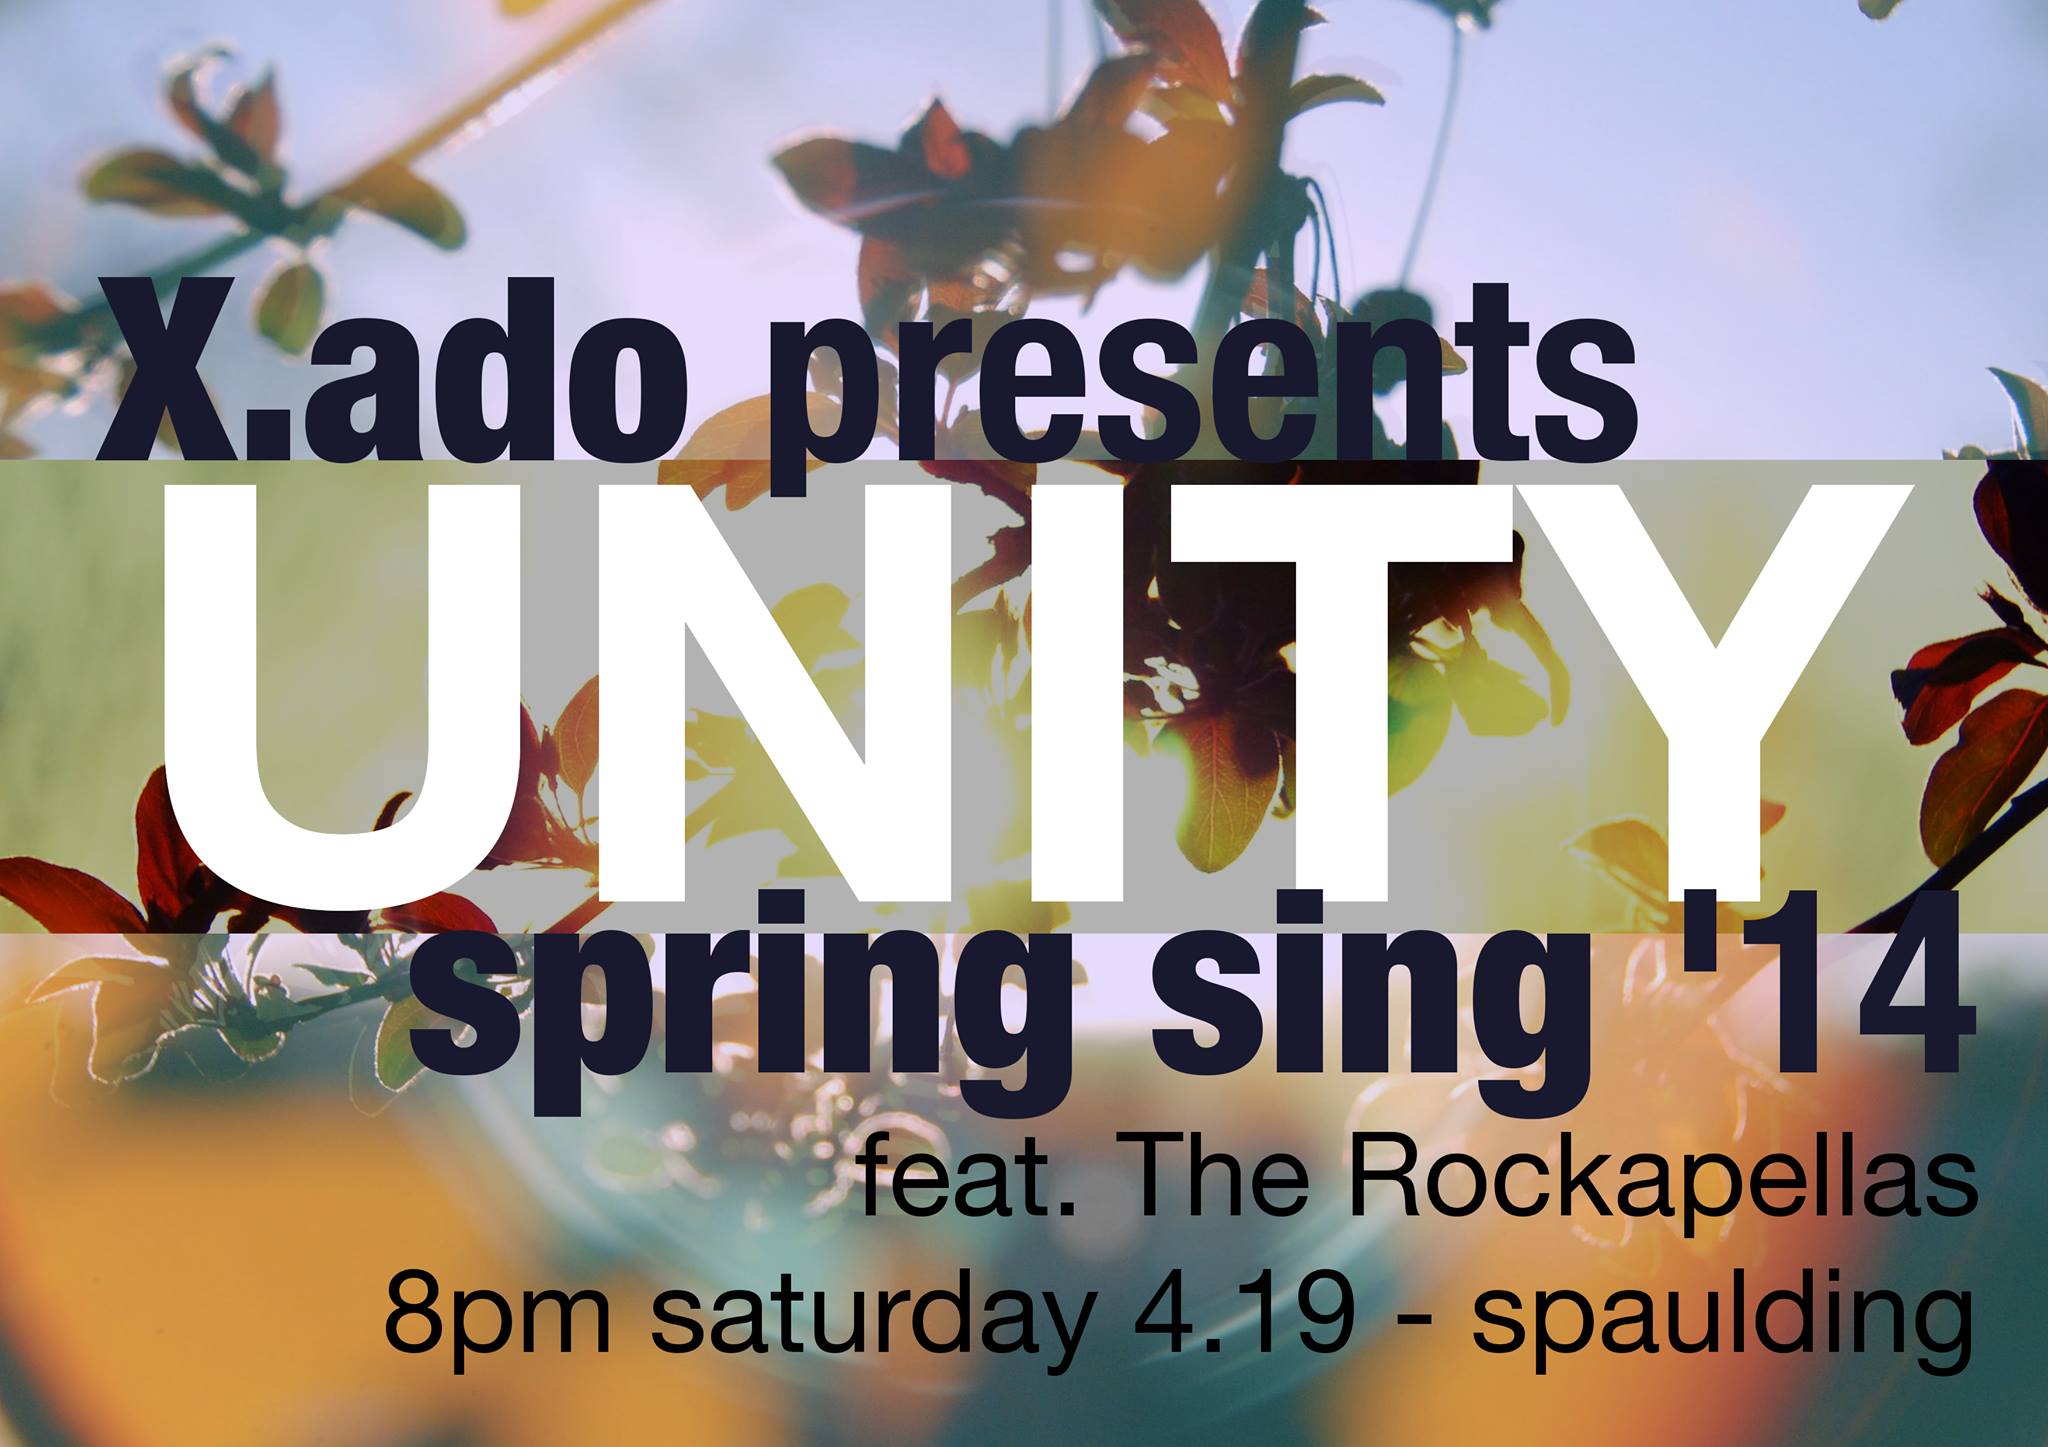 X.ado presents
UNITY
spring sing '14
feat. The Rockapellas
8pm saturday 4.19 - spaulding